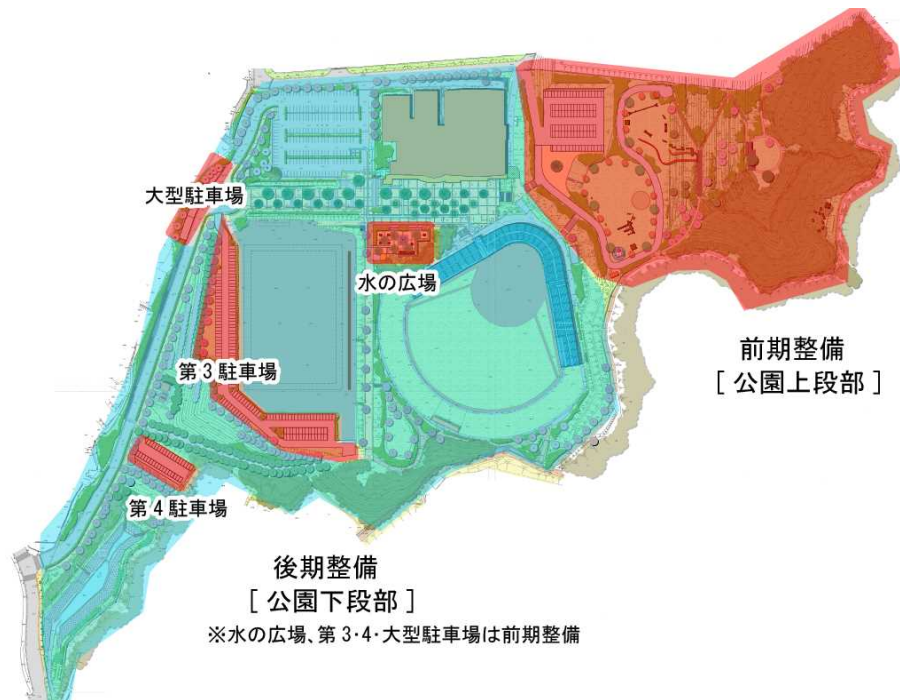 大型駐車場
水の広場
前期整備
[ 公園上段部 ]
第3駐車場
第4駐車場
後期整備
[ 公園下段部 ]
※水の広場、第3・4・大型駐車場は前期整備